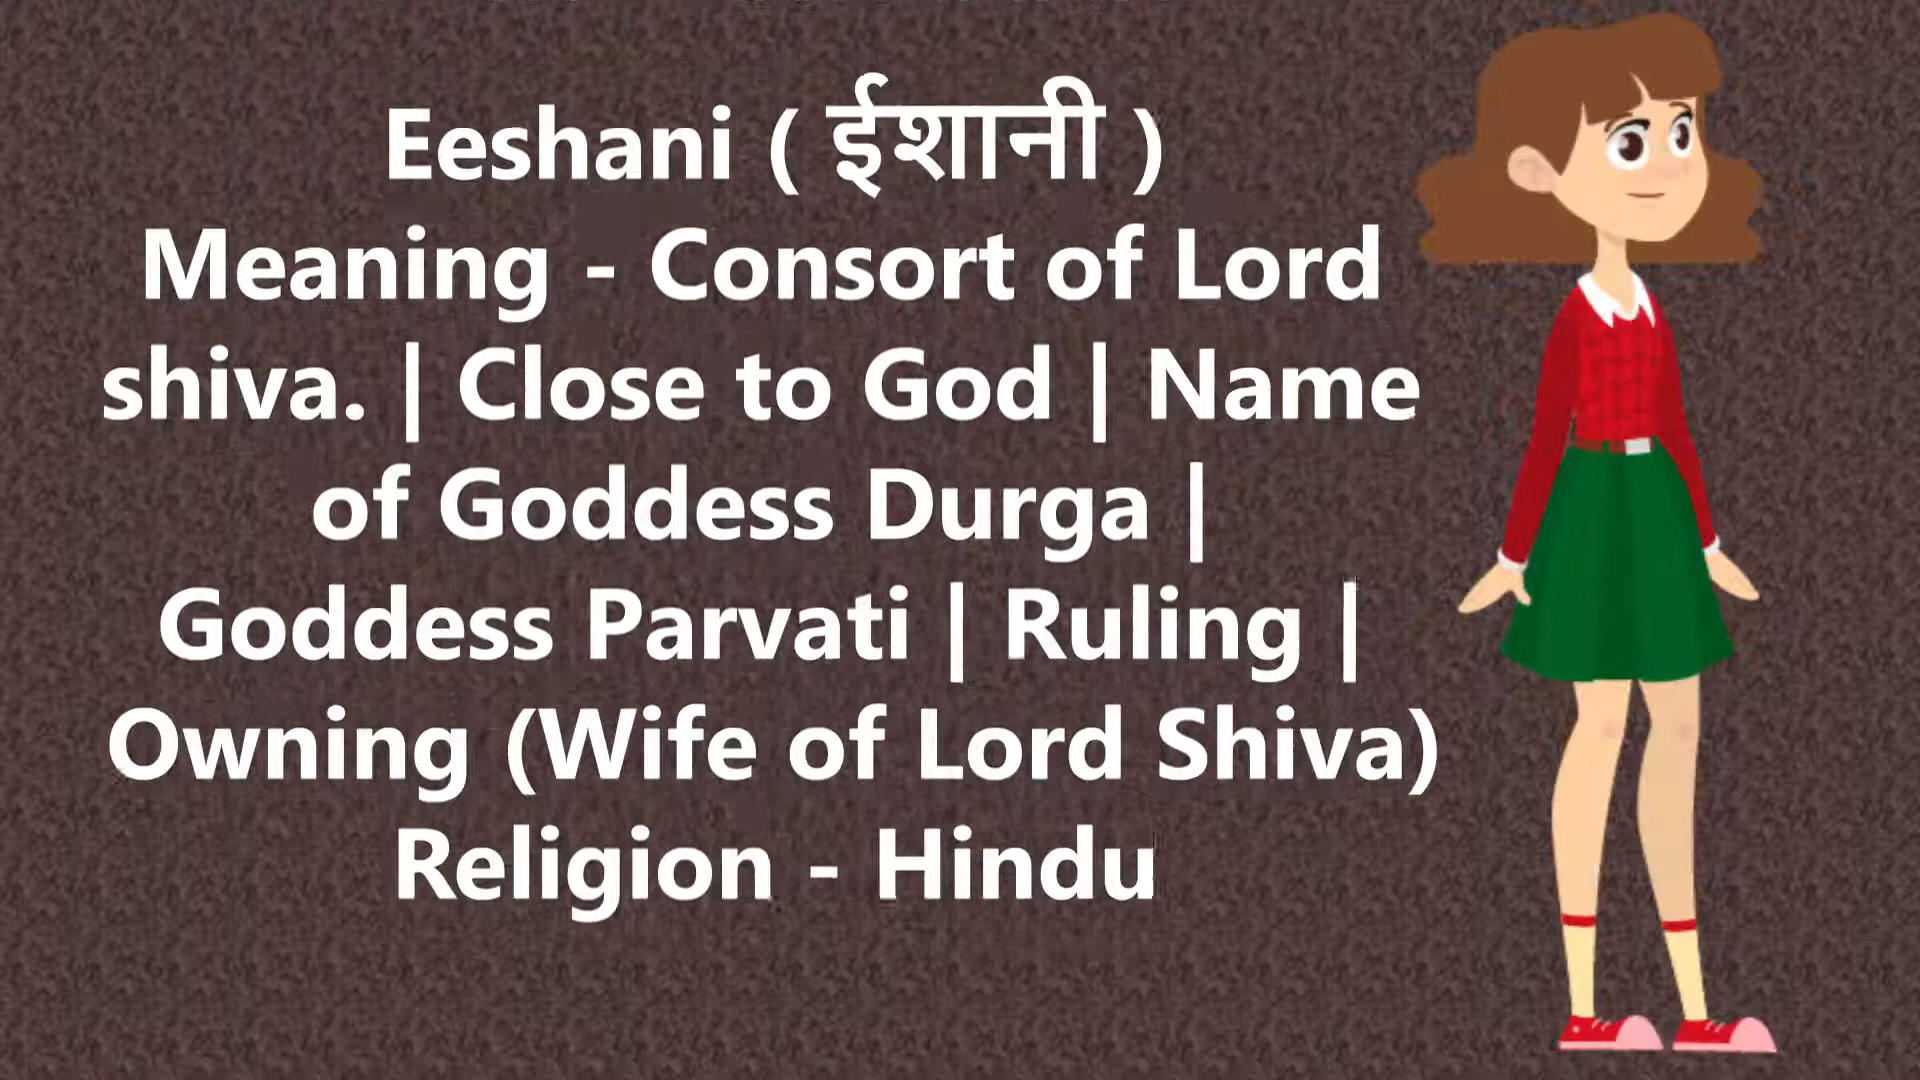 Eeshani ( ईशानी )
Meaning - Consort of Lord
shiva. | Close to God | Name
of Goddess Durga |
Goddess Parvati | Ruling |
Owning (Wife of Lord Shiva)
Religion - Hindu